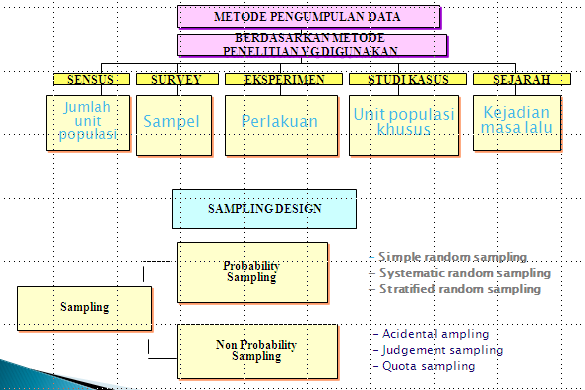 METODE PENGUMPULAN DATA
BERDASARKAN METODE
PENELITIAN YG DIGUNAKAN
SENSUS
SURVEY
EKSPERIMEN
STUDI KASUS
SEJARAH
Jumlah
unit
populasi
Sampel
Perlakuan
Unit populasi
khusus
Kejadian
masa lalu
SAMPLING DESIGN
Probability
Sampling
- Simple random sampling
- Systematic random sampling
- Stratified random sampling
Sampling
Non Probability
Sampling
- Acidental ampling
- Judgement sampling
- Quota sampling